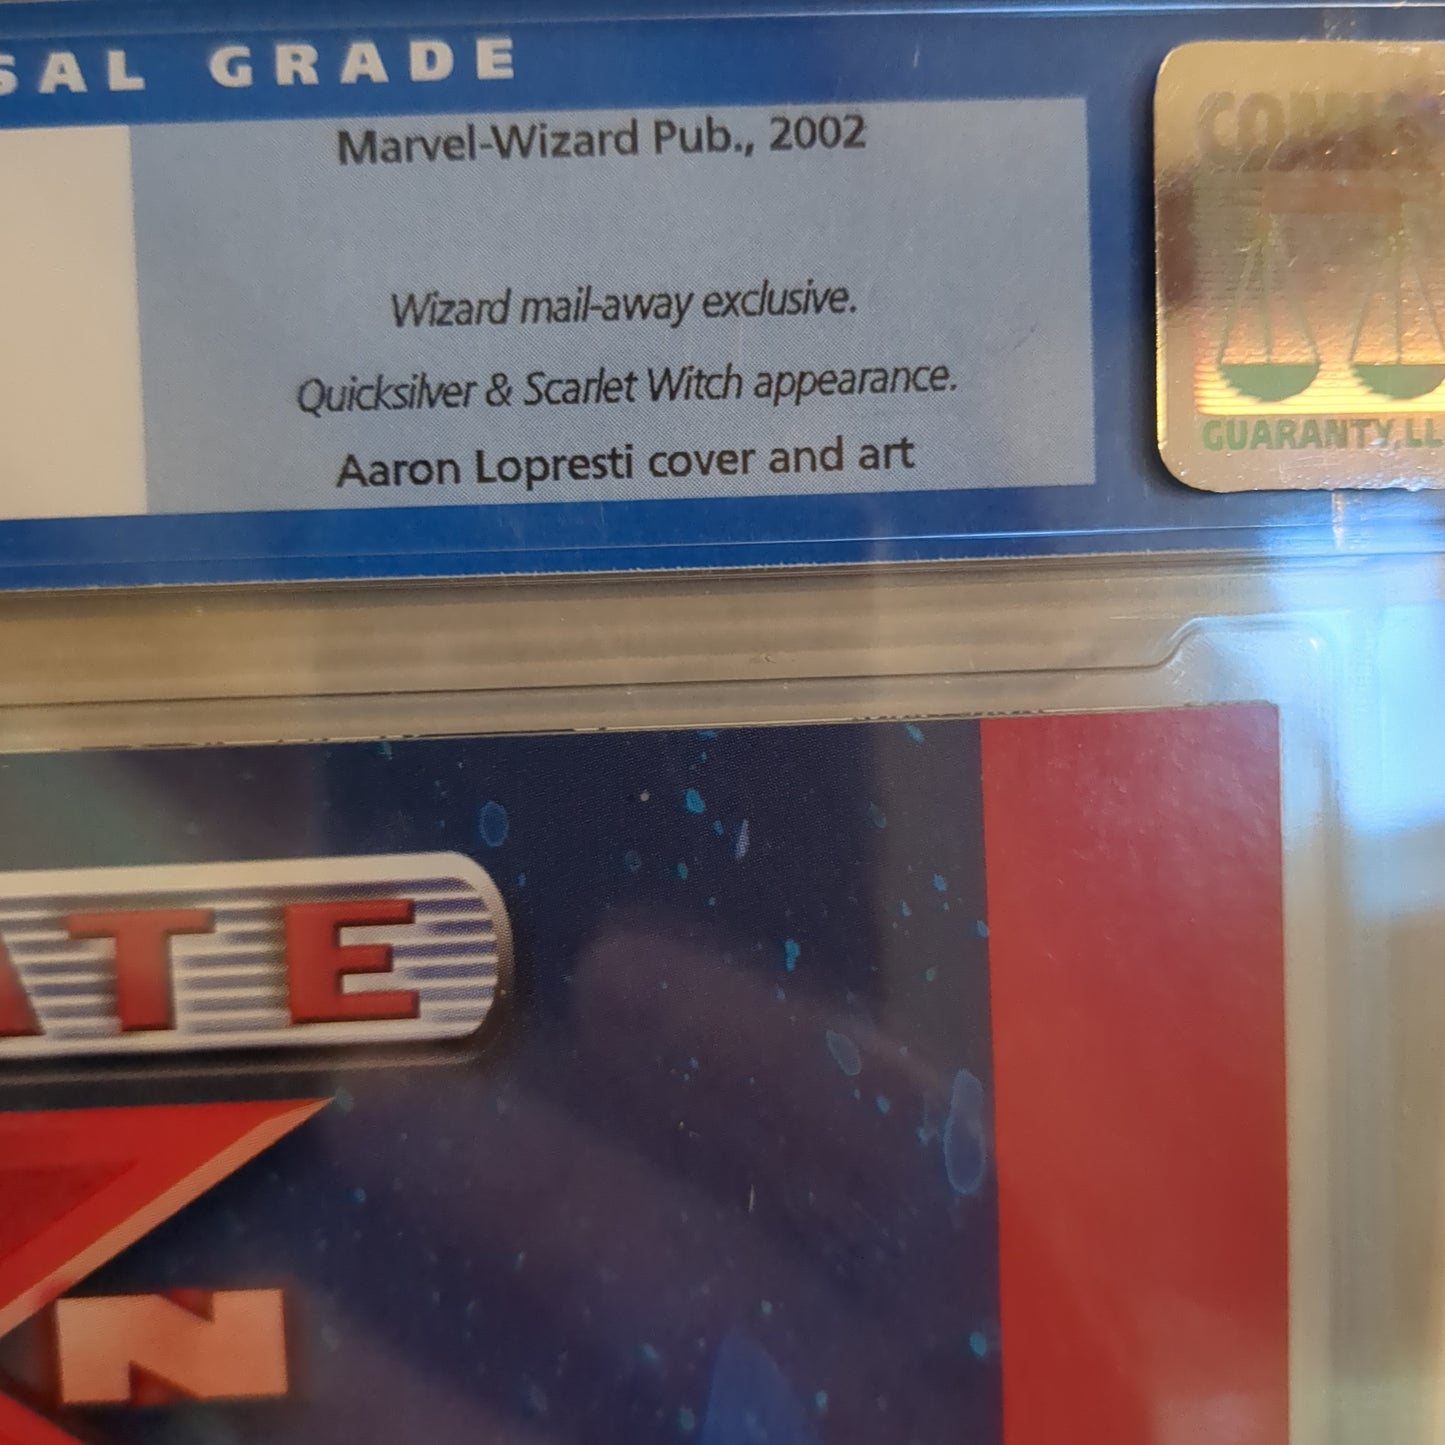 SAL GRADE
Marvel-Wizard Pub., 2002
Wizard mail-away exclusive.
Quicksilver & Scarlet Witch appearance.
Aaron Lopresti cover and art
COMICS
GUARANTY, LL
ATE
N